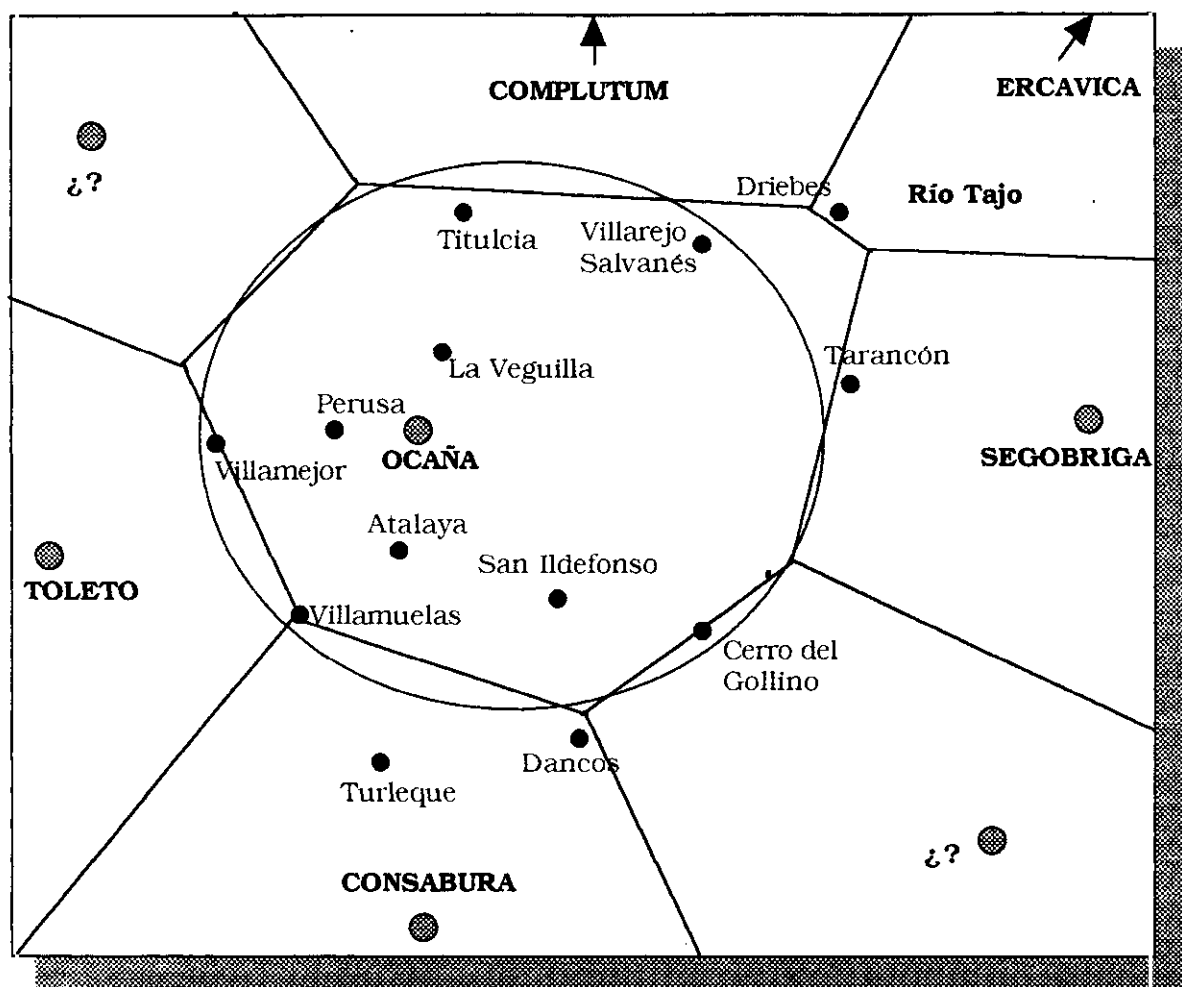 COMPLUTUM
ERCAVICA
¿?
Driebes
Río Tajo
Titulcia
Villarejo
Salvanés
La Veguilla
Tarancón
Perusa
OCAÑA
SEGOBRIGA
Villamejor
Atalaya
San Ildefonso
TOLETO
Villamuelas
Cerro del
Gollino
Dancos
Turleque
¿?
CONSABURA